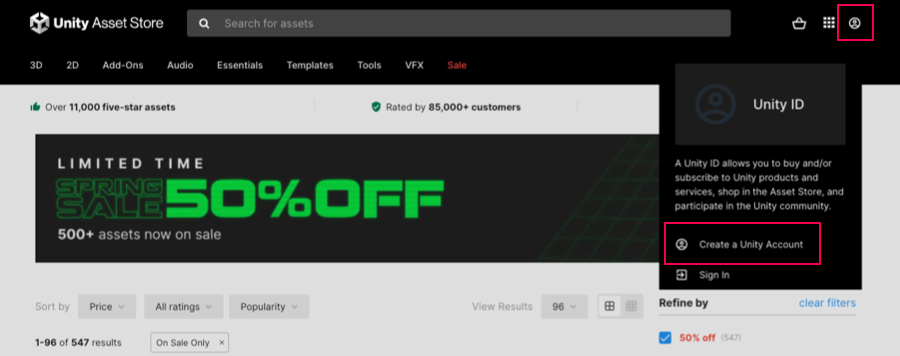 Unity Asset Store
Search for assets
3D 2D Add-Ons Audio Essentials Templates Tools VFX Sale
Unity ID
Over 11,000 five-star assets
Rated by 85,000+ customers
A Unity ID allows you to buy and/or
subscribe to Unity products and
services, shop in the Asset Store, and
participate in the Unity community.
Create a Unity Account
Sign In
LIMITED TIME
SPRING
SALE
50%OFF
500+ assets now on sale
Sort by Price All ratings Popularity View Results 96
Refine by clear filters
1-96 of 547 results On Sale Only ×
50% off (547)